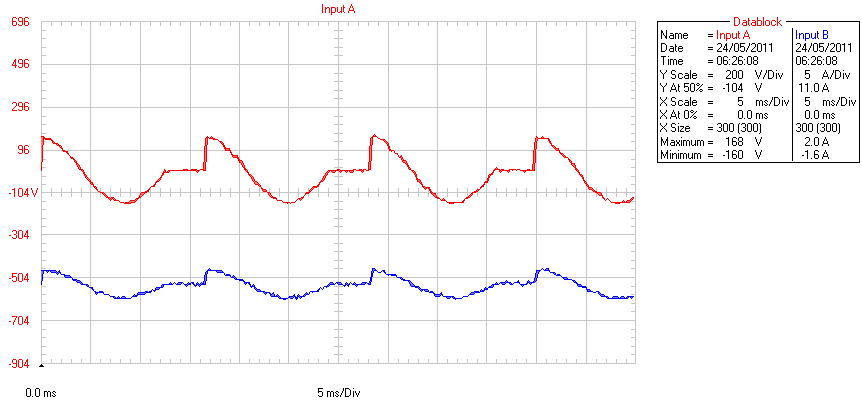 Input A
696
496
296
96
-104 V
-304
-504
-704
-904
0.0 ms 5 ms/Div
Datablock
Name = Input A Input B
Date = 24/05/2011 24/05/2011
Time = 06:26:08 06:26:08
Y Scale = 200 V/Div 5 A/Div
Y At 50% = -104 V 11.0 A
X Scale = 5 ms/Div 5 ms/Div
X At 0% = 0.0 ms 0.0 ms
X Size = 300 (300) 300 (300)
Maximum = 168 V 2.0 A
Minimum = -160 V -1.6 A